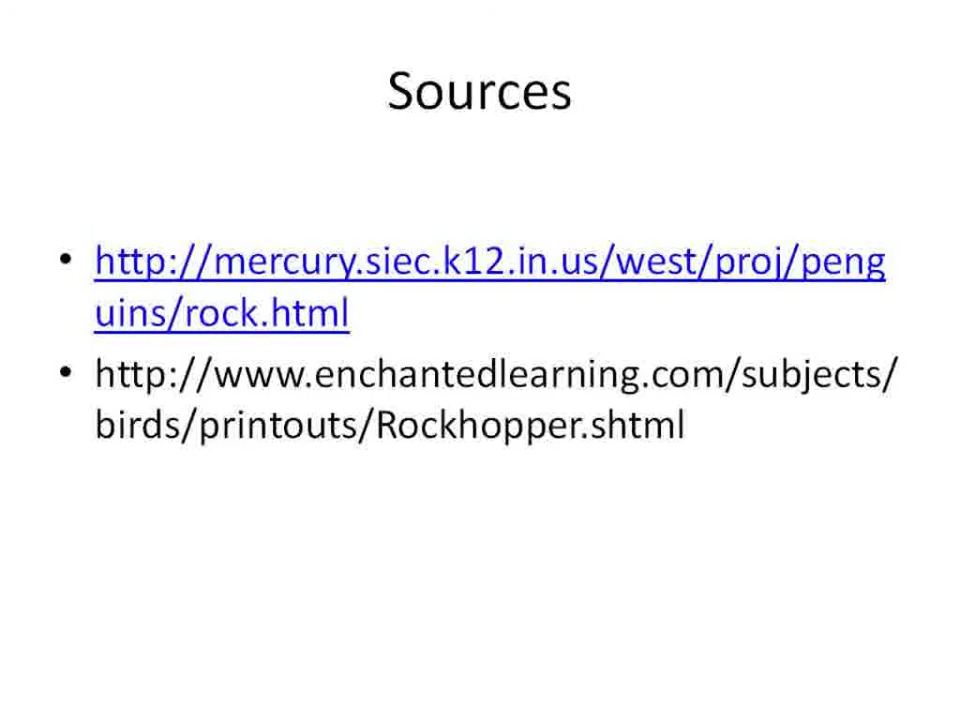 Sources
• http://mercury.siec.k12.in.us/west/proj/peng
uins/rock.html
• http://www.enchantedlearning.com/subjects/
birds/printouts/Rockhopper.shtml